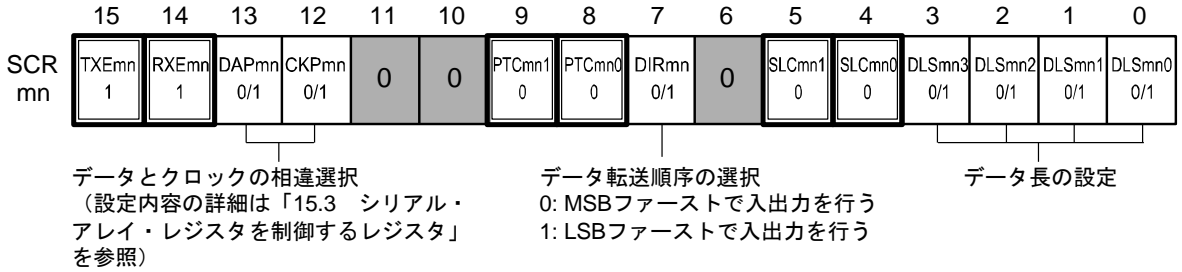 15 14 13 12 11 10 9 8 7 6 5 4 3 2 1 0
SCR
mn
TXEmn RXEmn DAPmn CKPmn 0 0 PTCmn1 PTCmn0 DIRmn 0 SLCmn1 SLCmn0 DLSmn3 DLSmn2 DLSmn1 DLSmn0
1 1 0/1 0/1 0 0 0/1 0 0 0/1 0/1 0/1 0/1
データとクロックの相違選択
(設定内容の詳細は「15.3 シリアル・
アレイ・レジスタを制御するレジスタ」
を参照)
データ転送順序の選択
0: MSBファーストで入出力を行う
1: LSBファーストで入出力を行う
データ長の設定